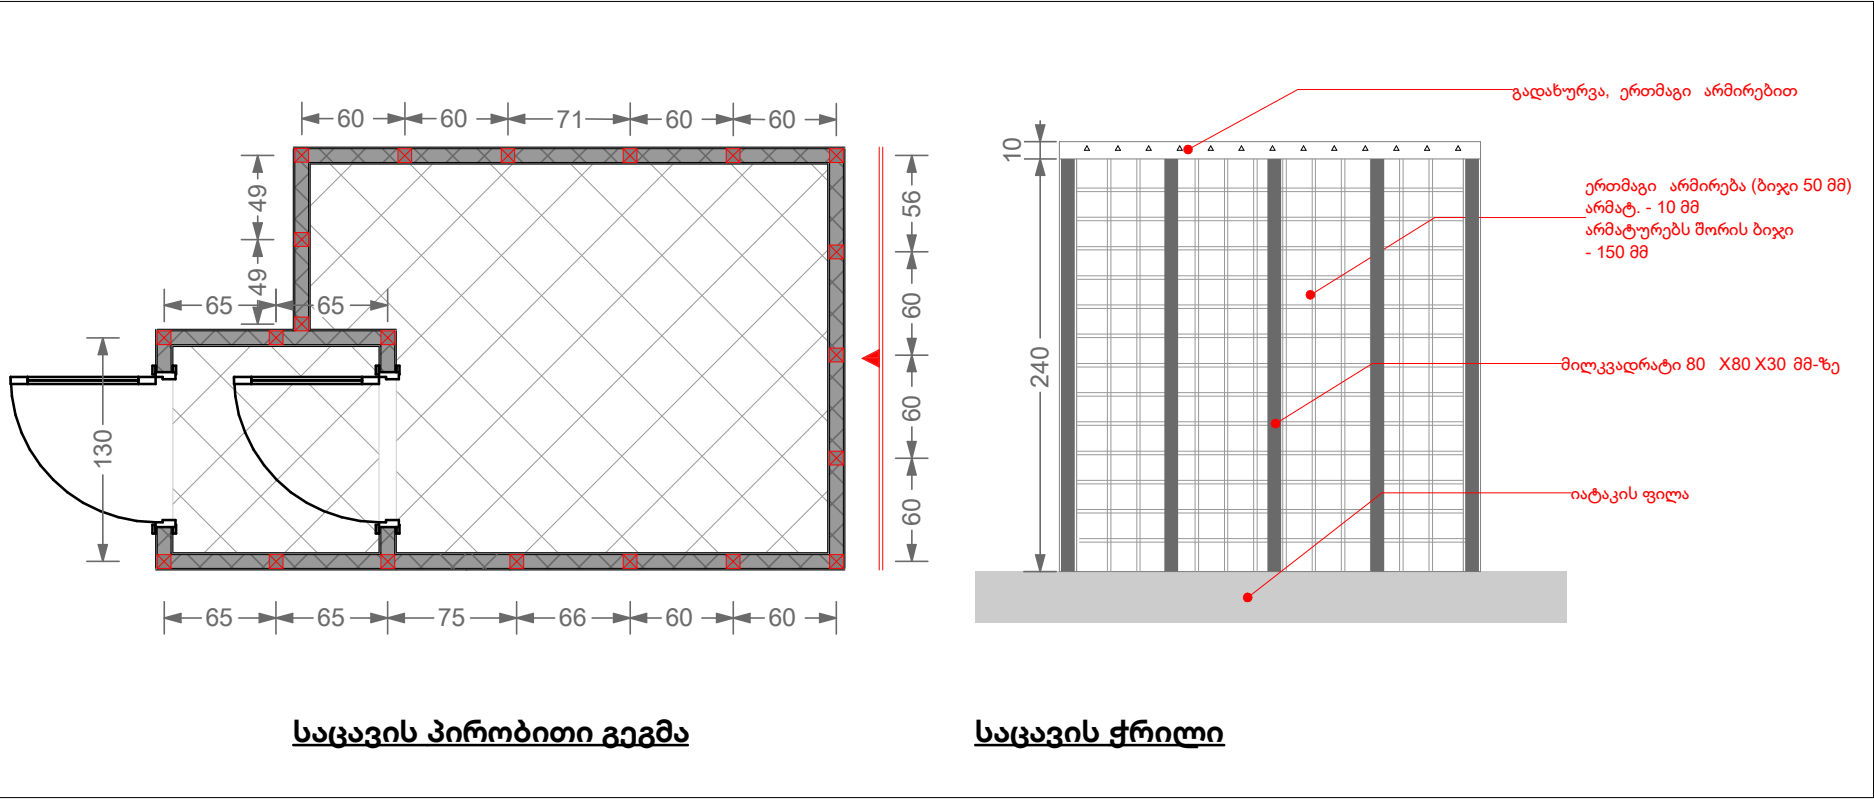 60 60 71 60 60
49
49
65 65
130
56
60
60
60
65 65 75 66 60 60
საცავის პირობითი გეგმა
10
240
გადახურვა, ერთმაგი არმირებით
ერთმაგი არმირება (ბიჯი 50 მმ)
არმატ. - 10 მმ
არმატურებს შორის ბიჯი
- 150 მმ
მილკვადრატი 80 X80 X30 მმ-ზე
იატაკის ფილა
საცავის ჭრილი